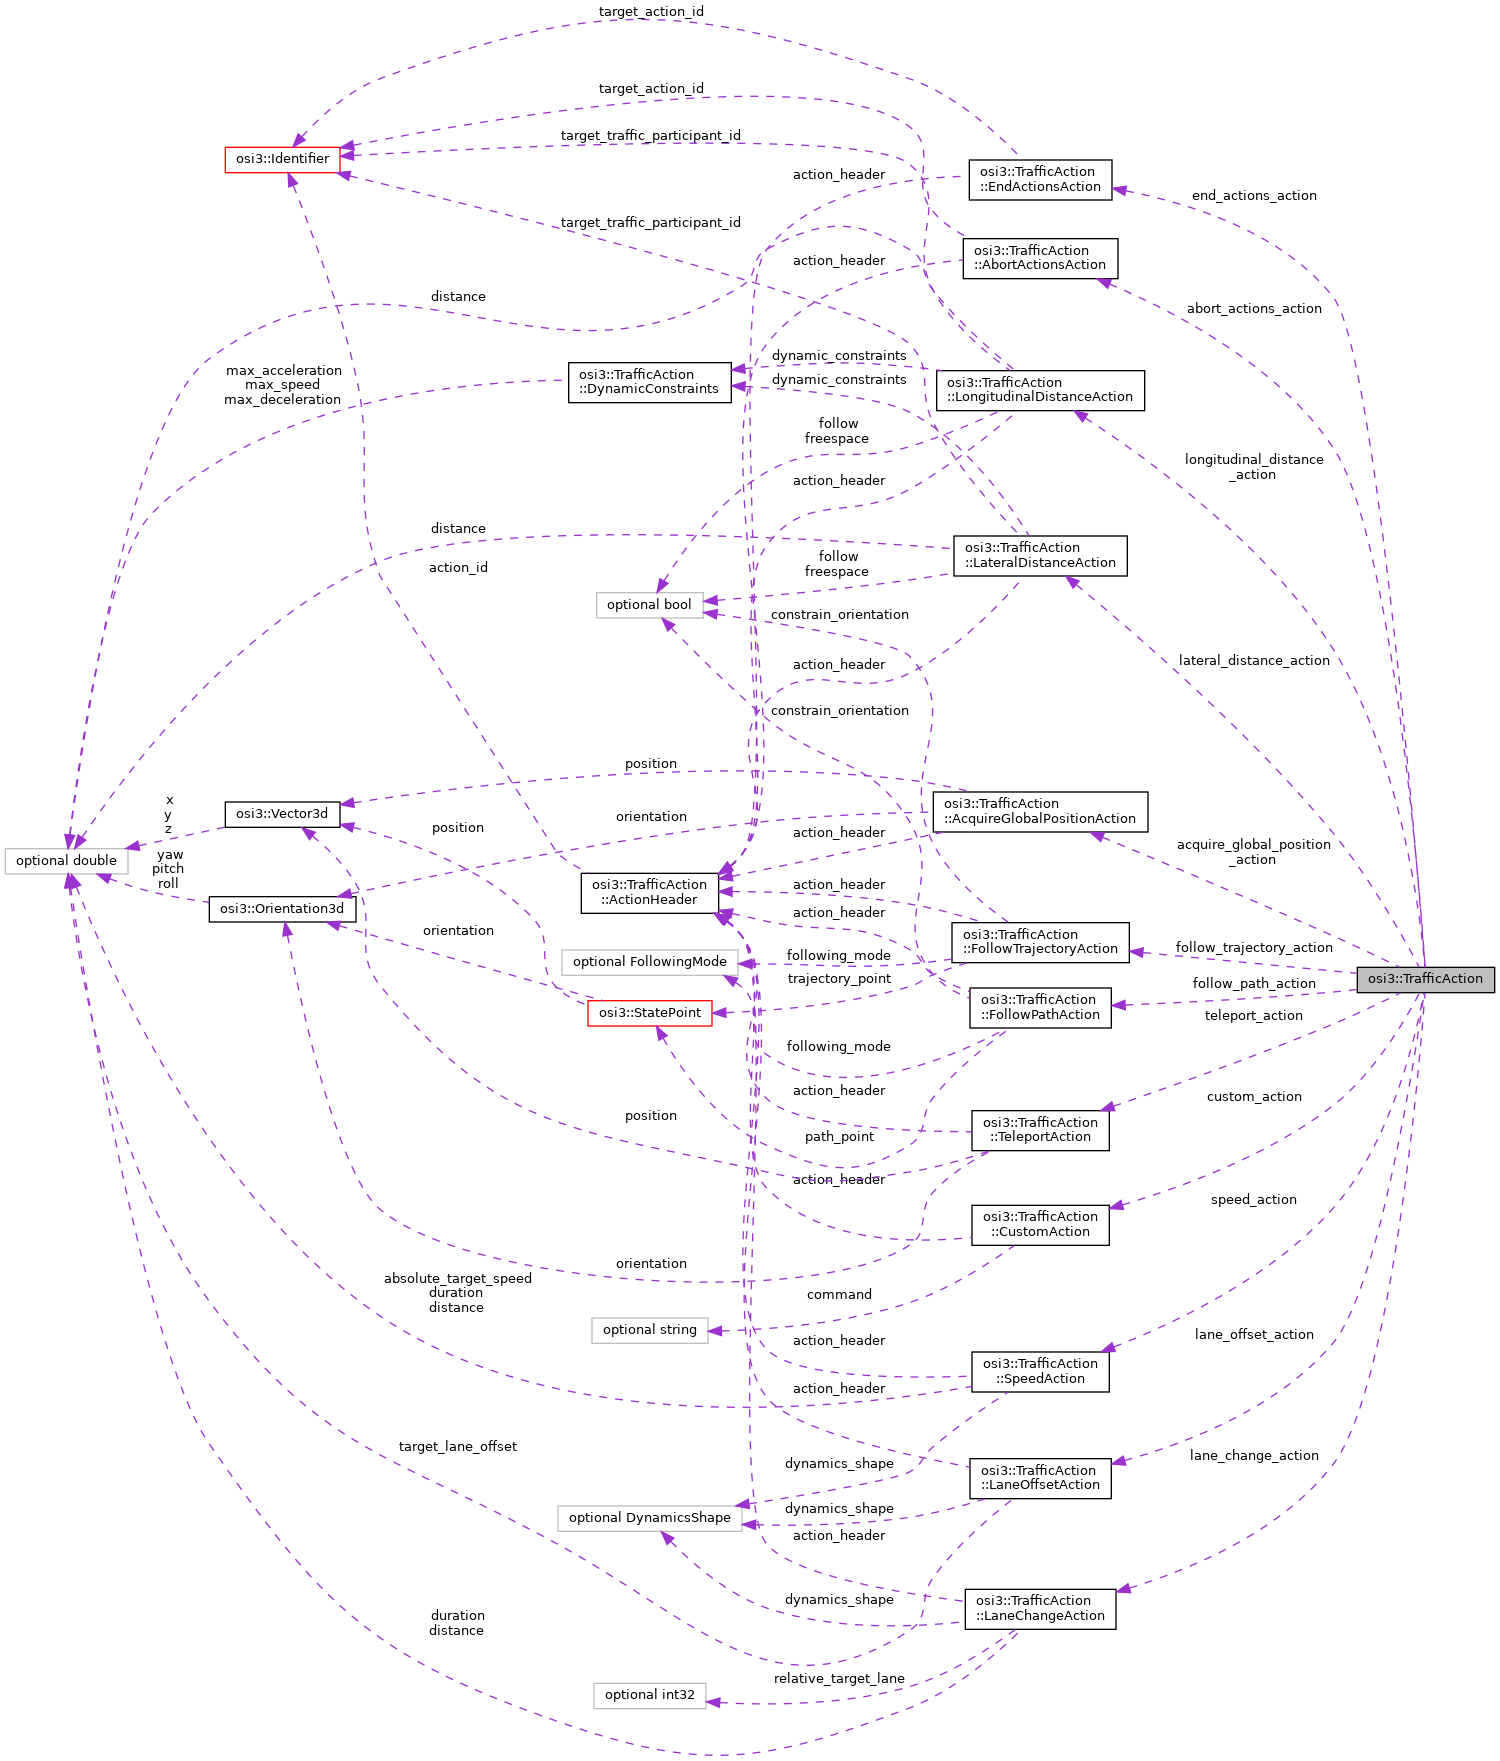 target_action_id
target_action_id
target_traffic_participant_id
osi3::Identifier
action_header
osi3::TrafficAction
::EndActionsAction
end_actions_action
target_traffic_participant_id
osi3::TrafficAction
::AbortActionsAction
action_header
distance
abort_actions_action
dynamic_constraints
max_acceleration
max_speed
max_deceleration
osi3::TrafficAction
::DynamicConstraints
dynamic_constraints
osi3::TrafficAction
::LongitudinalDistanceAction
follow
freespace
longitudinal_distance
_action
action_header
distance
osi3::TrafficAction
::LateralDistanceAction
action_id
follow
freespace
optional bool
constrain_orientation
action_header
lateral_distance_action
constrain_orientation
position
x
y
z
osi3::Vector3d
orientation
osi3::TrafficAction
::AcquireGlobalPositionAction
position
action_header
acquire_global_position
_action
optional double
yaw
pitch
roll
osi3::TrafficAction
::ActionHeader
action_header
osi3::Orientation3d
action_header
orientation
osi3::TrafficAction
::FollowTrajectoryAction
follow_trajectory_action
optional FollowingMode
following_mode
trajectory_point
osi3::TrafficAction
follow_path_action
osi3::StatePoint
osi3::TrafficAction
::FollowPathAction
teleport_action
following_mode
action_header
custom_action
position
osi3::TrafficAction
::TeleportAction
path_point
action_header
speed_action
osi3::TrafficAction
::CustomAction
orientation
absolute_target_speed
duration
distance
command
optional string
action_header
lane_offset_action
osi3::TrafficAction
::SpeedAction
action_header
target_lane_offset
lane_change_action
dynamics_shape
osi3::TrafficAction
::LaneOffsetAction
dynamics_shape
optional DynamicsShape
action_header
dynamics_shape
osi3::TrafficAction
::LaneChangeAction
duration
distance
relative_target_lane
optional int32